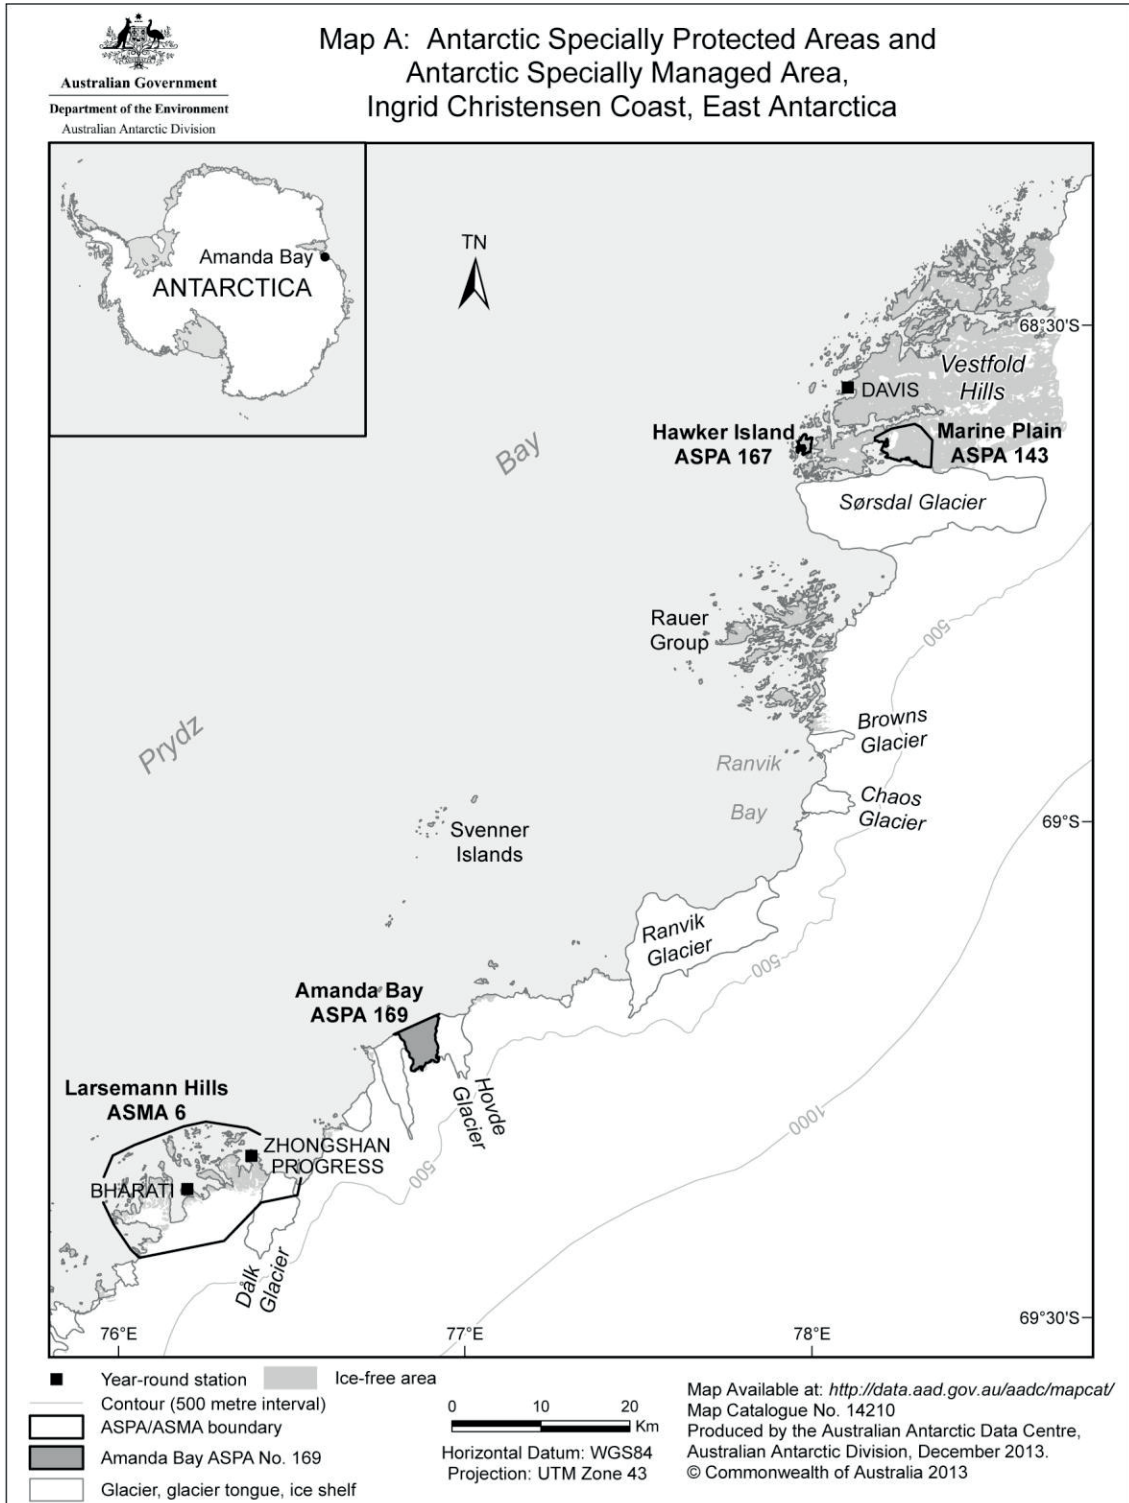 Australian Government
Department of the Environment
Australian Antarctic Division
Map A: Antarctic Specially Protected Areas and
Antarctic Specially Managed Area,
Ingrid Christensen Coast, East Antarctica
Amanda Bay
ANTARCTICA
TN
68°30'S
Vestfold
Hills
DAVIS
Hawker Island
ASPA 167
Marine Plain
ASPA 143
Bay
Sørsdal Glacier
Rauer
Group
500
Browns
Glacier
Prydz
Ranvik
Bay
Chaos
Glacier
69°S
Svenner
Islands
Ranvik
Glacier
500
Amanda Bay
ASPA 169
Hovde
Glacier
Larsemann Hills
ASMA 6
1000
ZHONGSHAN
PROGRESS
500
BHARATI
Dålk
Glacier
69°30'S
76°E
77°E
78°E
Year-round station
Ice-free area
Contour (500 metre interval)
ASPA/ASMA boundary
Amanda Bay ASPA No. 169
Glacier, glacier tongue, ice shelf
0 10 20
Km
Horizontal Datum: WGS84
Projection: UTM Zone 43
Map Available at: http://data.aad.gov.au/aadc/mapcat/
Map Catalogue No. 14210
Produced by the Australian Antarctic Data Centre,
Australian Antarctic Division, December 2013.
© Commonwealth of Australia 2013